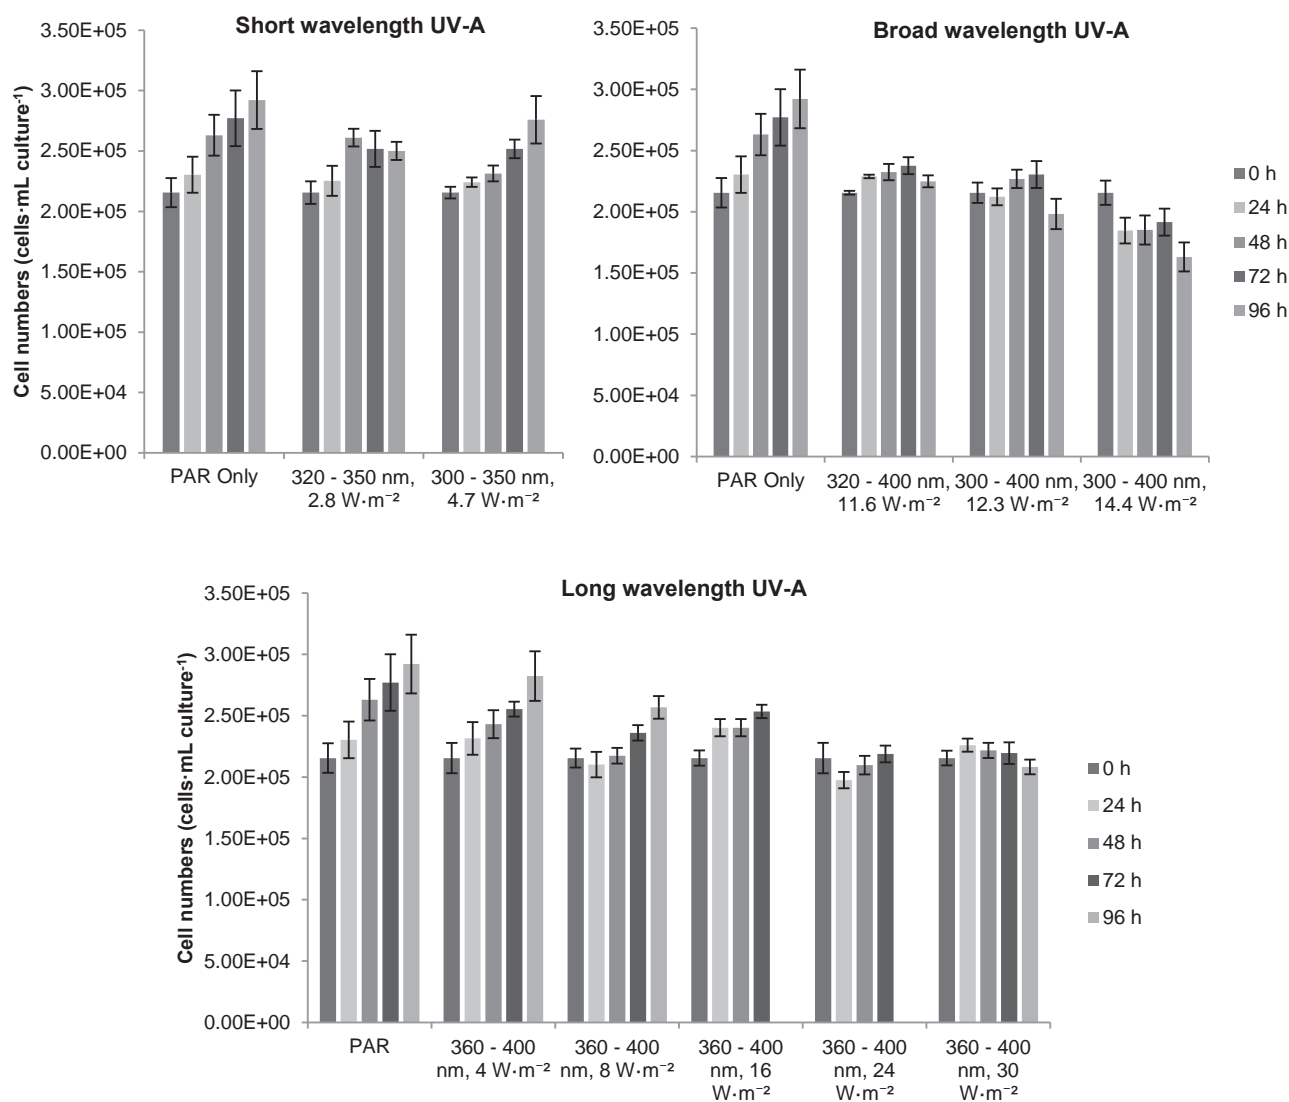 Short wavelength UV-A
Cell numbers (cells·mL culture⁻¹)
3.50E+05
3.00E+05
2.50E+05
2.00E+05
1.50E+05
1.00E+05
5.00E+04
0.00E+00
PAR Only
320 - 350 nm,
2.8 W·m⁻²
300 - 350 nm,
4.7 W·m⁻²
Broad wavelength UV-A
3.50E+05
3.00E+05
2.50E+05
2.00E+05
1.50E+05
1.00E+05
5.00E+04
0.00E+00
PAR Only
320 - 400 nm,
11.6 W·m⁻²
300 - 400 nm,
12.3 W·m⁻²
300 - 400 nm,
14.4 W·m⁻²
0 h
24 h
48 h
72 h
96 h
Long wavelength UV-A
Cell numbers (cells·mL culture⁻¹)
3.50E+05
3.00E+05
2.50E+05
2.00E+05
1.50E+05
1.00E+05
5.00E+04
0.00E+00
PAR
360 - 400
nm, 4 W·m⁻²
360 - 400
nm, 8 W·m⁻²
360 - 400
nm, 16
W·m⁻²
360 - 400
nm, 24
W·m⁻²
360 - 400
nm, 30
W·m⁻²
0 h
24 h
48 h
72 h
96 h